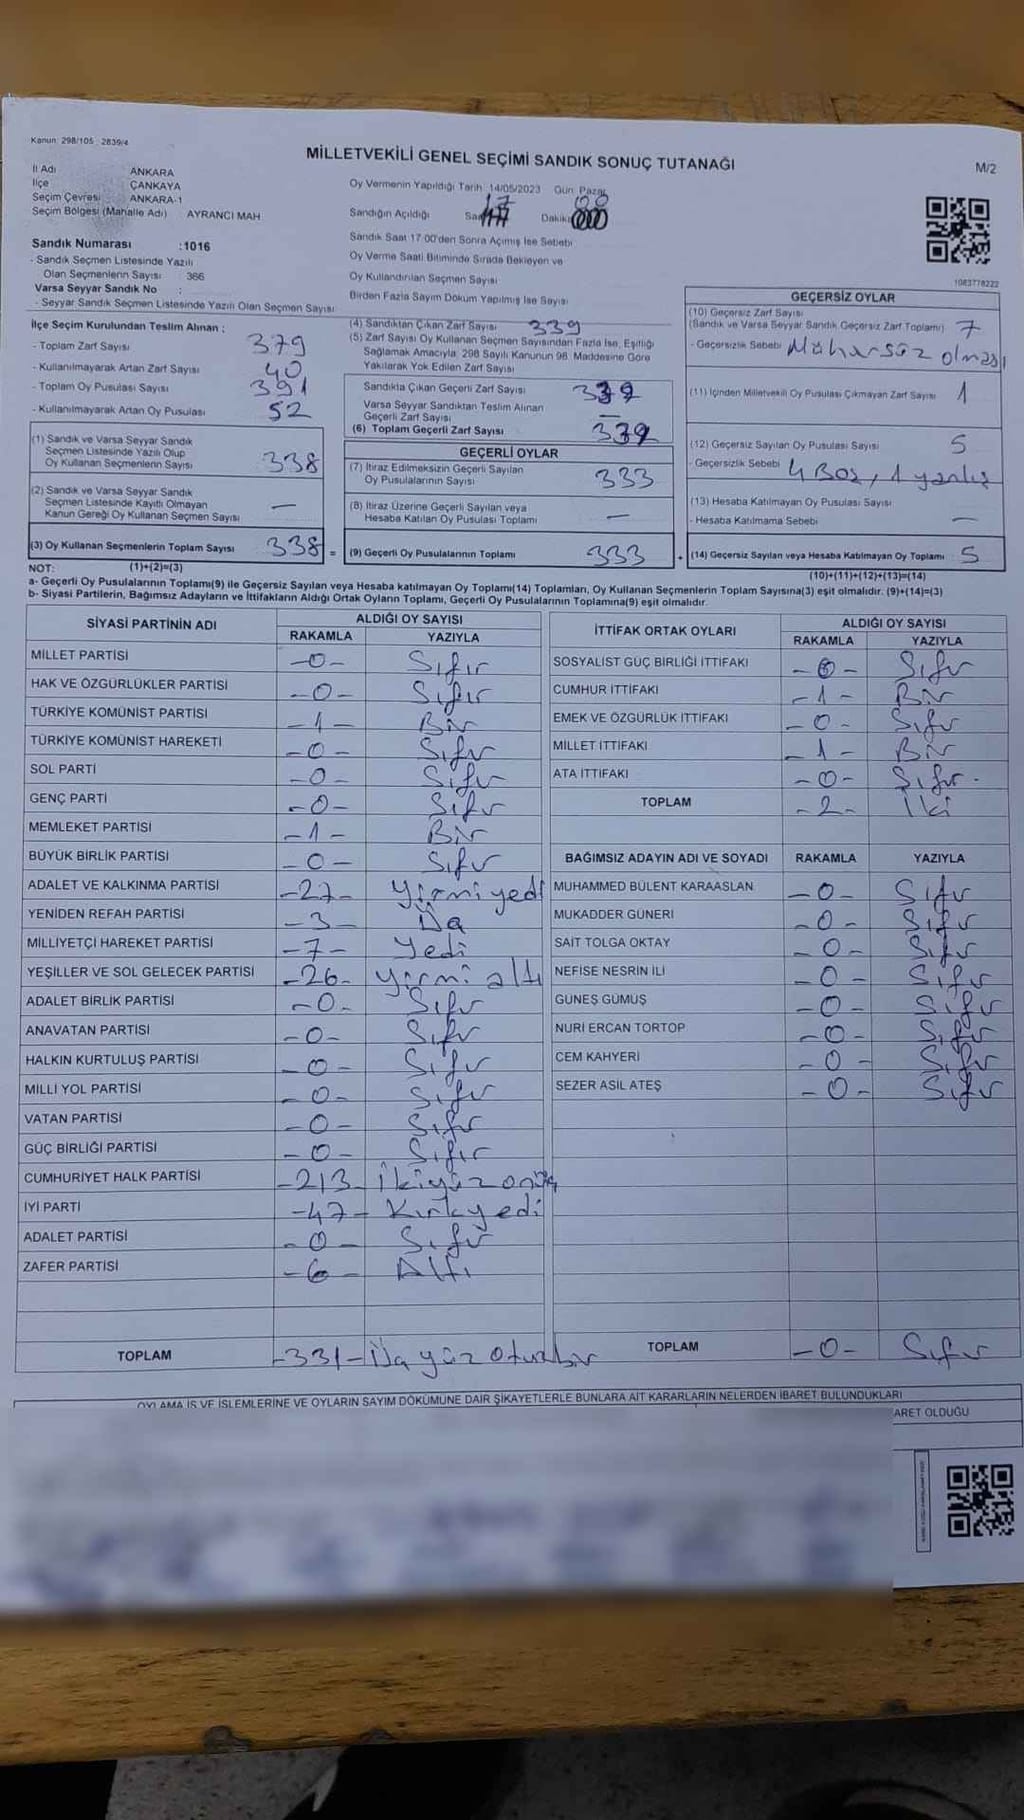 Kanun: 298/105 2839/4
MİLLETVEKİLİ GENEL SEÇİMİ SANDIK SONUÇ TUTANAĞI
M/2
İl Adı ANKARA
İlçe ÇANKAYA
Seçim Çevresi ANKARA-1
Seçim Bölgesi (Mahalle Adı) AYRANCI MAH
Oy Vermenin Yapıldığı Tarih 14/05/2023 Gün Pazar
Sandığın Açıldığı Saat 17 Dakika 00
Sandık Saat 17:00'den Sonra Açılmış İse Sebebi
Oy Verme Saati Bitiminde Sırada Bekleyen ve
Oy Kullandırılan Seçmen Sayısı
Birden Fazla Sayım Döküm Yapılmış İse Sayısı
Sandık Numarası :1016
- Sandık Seçmen Listesinde Yazılı
Olan Seçmenlerin Sayısı 366
Varsa Seyyar Sandık No :
- Seyyar Sandık Seçmen Listesinde Yazılı Olan Seçmen Sayısı
1083778222
İlçe Seçim Kurulundan Teslim Alınan :
- Toplam Zarf Sayısı 379
- Kullanılmayarak Artan Zarf Sayısı 40
- Toplam Oy Pusulası Sayısı 391
- Kullanılmayarak Artan Oy Pusulası 52
(1) Sandık ve Varsa Seyyar Sandık
Seçmen Listesinde Yazılı Olup
Oy Kullanan Seçmenlerin Sayısı 338
(2) Sandık ve Varsa Seyyar Sandık
Seçmen Listesinde Kayıtlı Olmayan
Kanun Gereği Oy Kullanan Seçmen Sayısı —
(3) Oy Kullanan Seçmenlerin Toplam Sayısı 338 =
(1)+(2)=(3)
(4) Sandıktan Çıkan Zarf Sayısı 339
(5) Zarf Sayısı Oy Kullanan Seçmen Sayısından Fazla İse, Eşitliği
Sağlamak Amacıyla 298 Sayılı Kanunun 98. Maddesine Göre
Yakılarak Yok Edilen Zarf Sayısı
Sandıkta Çıkan Geçerli Zarf Sayısı
Varsa Seyyar Sandıktan Teslim Alınan
Geçerli Zarf Sayısı —
(6) Toplam Geçerli Zarf Sayısı
GEÇERLİ OYLAR
(7) İtiraz Edilmeksizin Geçerli Sayılan
Oy Pusulalarının Sayısı 333
(8) İtiraz Üzerine Geçerli Sayılan veya
Hesaba Katılan Oy Pusulası Toplamı —
(9) Geçerli Oy Pusulalarının Toplamı 333 +
GEÇERSİZ OYLAR
(10) Geçersiz Zarf Sayısı
(Sandık ve Varsa Seyyar Sandık Geçersiz Zarf Toplamı) 7
- Geçersizlik Sebebi Mühürsüz olması
(11) İçinden Milletvekili Oy Pusulası Çıkmayan Zarf Sayısı 1
(12) Geçersiz Sayılan Oy Pusulası Sayısı 5
- Geçersizlik Sebebi 4 Boş, 1 yanlış
(13) Hesaba Katılmayan Oy Pusulası Sayısı
- Hesaba Katılmama Sebebi —
(14) Geçersiz Sayılan veya Hesaba Katılmayan Oy Toplamı 5
(10)+(11)+(12)+(13)=(14)
NOT:
a- Geçerli Oy Pusulalarının Toplamı(9) ile Geçersiz Sayılan veya Hesaba katılmayan Oy Toplamı(14) Toplamları, Oy Kullanan Seçmenlerin Toplam Sayısına(3) eşit olmalıdır. (9)+(14)=(3)
b- Siyasi Partilerin, Bağımsız Adayların ve İttifakların Aldığı Ortak Oyların Toplamı, Geçerli Oy Pusulalarının Toplamına(9) eşit olmalıdır.
SİYASİ PARTİNİN ADI ALDIĞI OY SAYISI
RAKAMLA YAZIYLA
MİLLET PARTİSİ -0- Sıfır
HAK VE ÖZGÜRLÜKLER PARTİSİ -0- Sıfır
TÜRKİYE KOMÜNİST PARTİSİ -1- Bir
TÜRKİYE KOMÜNİST HAREKETİ -0- Sıfır
SOL PARTİ -0- Sıfır
GENÇ PARTİ -0- Sıfır
MEMLEKET PARTİSİ -1- Bir
BÜYÜK BİRLİK PARTİSİ -0- Sıfır
ADALET VE KALKINMA PARTİSİ -27- Yirmi yedi
YENİDEN REFAH PARTİSİ -3- Üç
MİLLİYETÇİ HAREKET PARTİSİ -7- Yedi
YEŞİLLER VE SOL GELECEK PARTİSİ -26- Yirmi altı
ADALET BİRLİK PARTİSİ -0- Sıfır
ANAVATAN PARTİSİ -0- Sıfır
HALKIN KURTULUŞ PARTİSİ -0- Sıfır
MİLLİ YOL PARTİSİ -0- Sıfır
VATAN PARTİSİ -0- Sıfır
GÜÇ BİRLİĞİ PARTİSİ -0- Sıfır
CUMHURİYET HALK PARTİSİ -213- İkiyüz onüç
İYİ PARTİ -47- Kırkyedi
ADALET PARTİSİ -0- Sıfır
ZAFER PARTİSİ -6- Altı
TOPLAM -331- Üçyüz Otuzbir
İTTİFAK ORTAK OYLARI ALDIĞI OY SAYISI
RAKAMLA YAZIYLA
SOSYALİST GÜÇ BİRLİĞİ İTTİFAKI -0- Sıfır
CUMHUR İTTİFAKI -1- Bir
EMEK VE ÖZGÜRLÜK İTTİFAKI -0- Sıfır
MİLLET İTTİFAKI -1- Bir
ATA İTTİFAKI -0- Sıfır
TOPLAM -2- İki
BAĞIMSIZ ADAYIN ADI VE SOYADI RAKAMLA YAZIYLA
MUHAMMED BÜLENT KARAASLAN -0- Sıfır
MUKADDER GÜNERİ -0- Sıfır
SAİT TOLGA OKTAY -0- Sıfır
NEFİSE NESRİN İLİ -0- Sıfır
GÜNEŞ GÜMÜŞ -0- Sıfır
NURİ ERCAN TORTOP -0- Sıfır
CEM KAHYERİ -0- Sıfır
SEZER ASİL ATEŞ -0- Sıfır
TOPLAM -0- Sıfır
OYLAMA İŞ VE İŞLEMLERİNE VE OYLARIN SAYIM DÖKÜMÜNE DAİR ŞİKAYETLERLE BUNLARA AİT KARARLARIN NELERDEN İBARET BULUNDUKLARI
ARET OLDUĞU